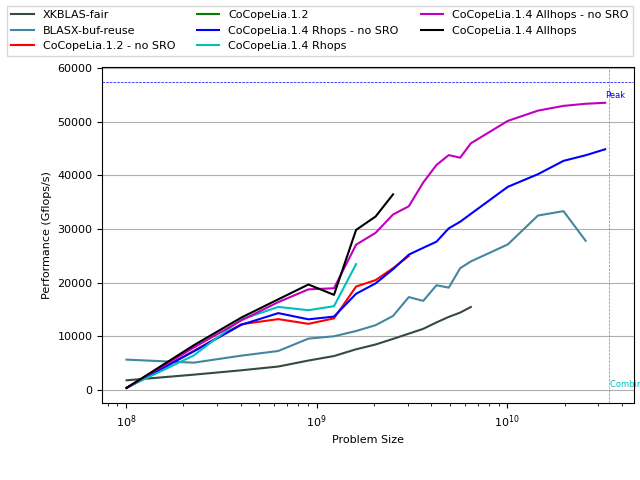 XKBLAS-fair
BLASX-buf-reuse
CoCopeLia.1.2 - no SRO
CoCopeLia.1.2
CoCopeLia.1.4 Rhops - no SRO
CoCopeLia.1.4 Rhops
CoCopeLia.1.4 Allhops - no SRO
CoCopeLia.1.4 Allhops
60000
50000
40000
30000
20000
10000
0
Performance (Gflops/s)
Peak
Combin
10^8
10^9
10^10
Problem Size